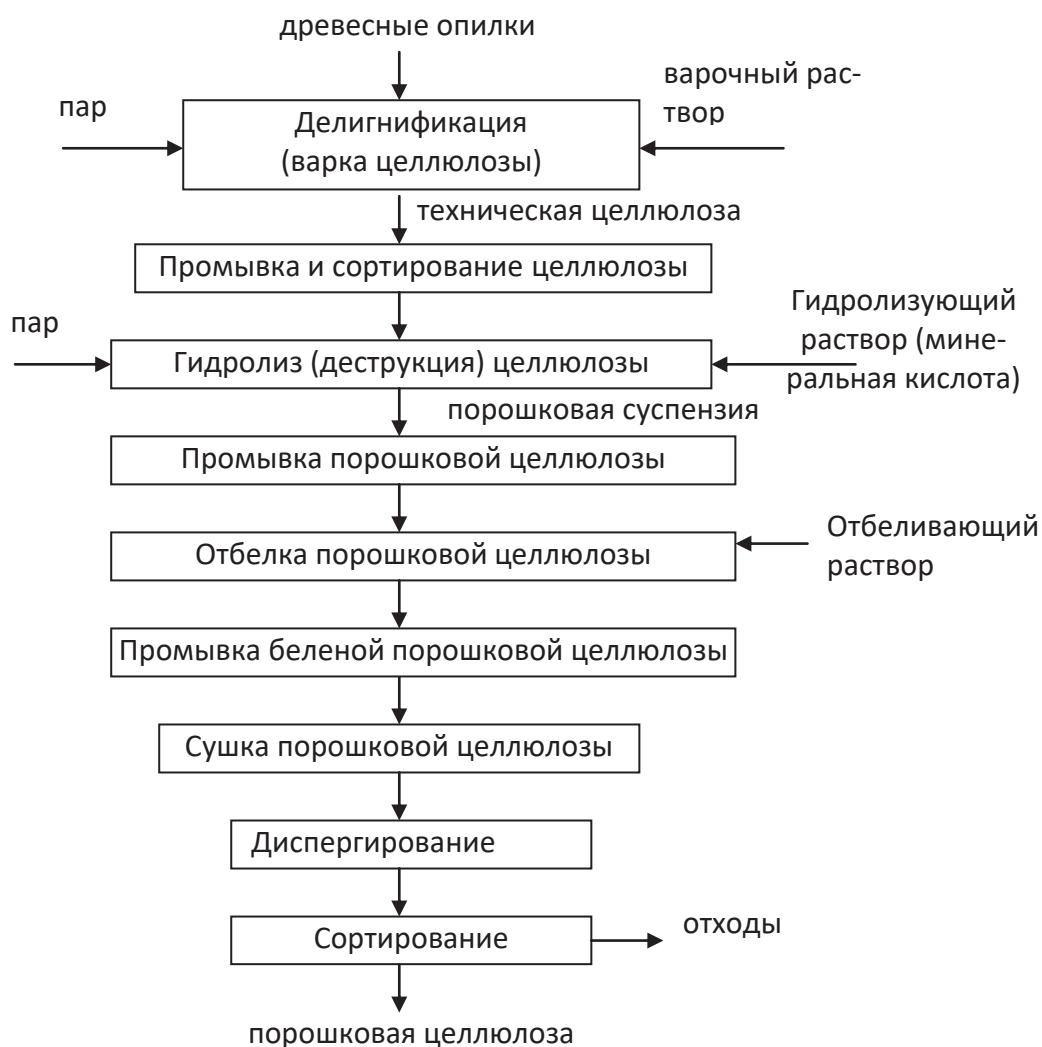 древесные опилки
варочный рас-
твор
пар
Делигнификация
(варка целлюлозы)
техническая целлюлоза
Промывка и сортирование целлюлозы
Гидролизующий
раствор (мине-
ральная кислота)
пар
Гидролиз (деструкция) целлюлозы
порошковая суспензия
Промывка порошковой целлюлозы
Отбеливающий
раствор
Отбелка порошковой целлюлозы
Промывка беленой порошковой целлюлозы
Сушка порошковой целлюлозы
Диспергирование
Сортирование
отходы
порошковая целлюлоза